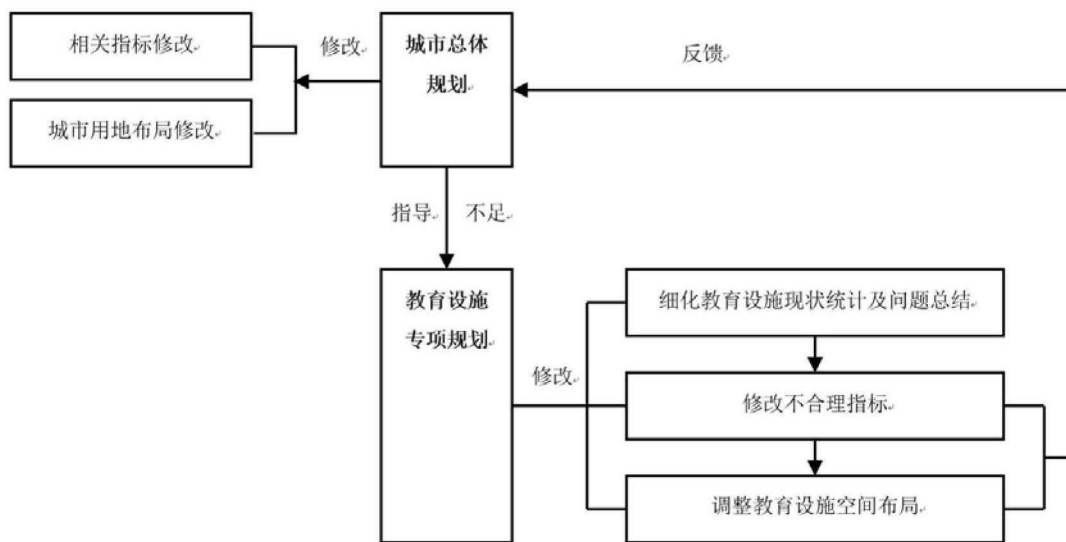 相关指标修改
修改
城市总体
规划
反馈
城市用地布局修改
指导
不足
教育设施
专项规划
细化教育设施现状统计及问题总结
修改
修改不合理指标
调整教育设施空间布局